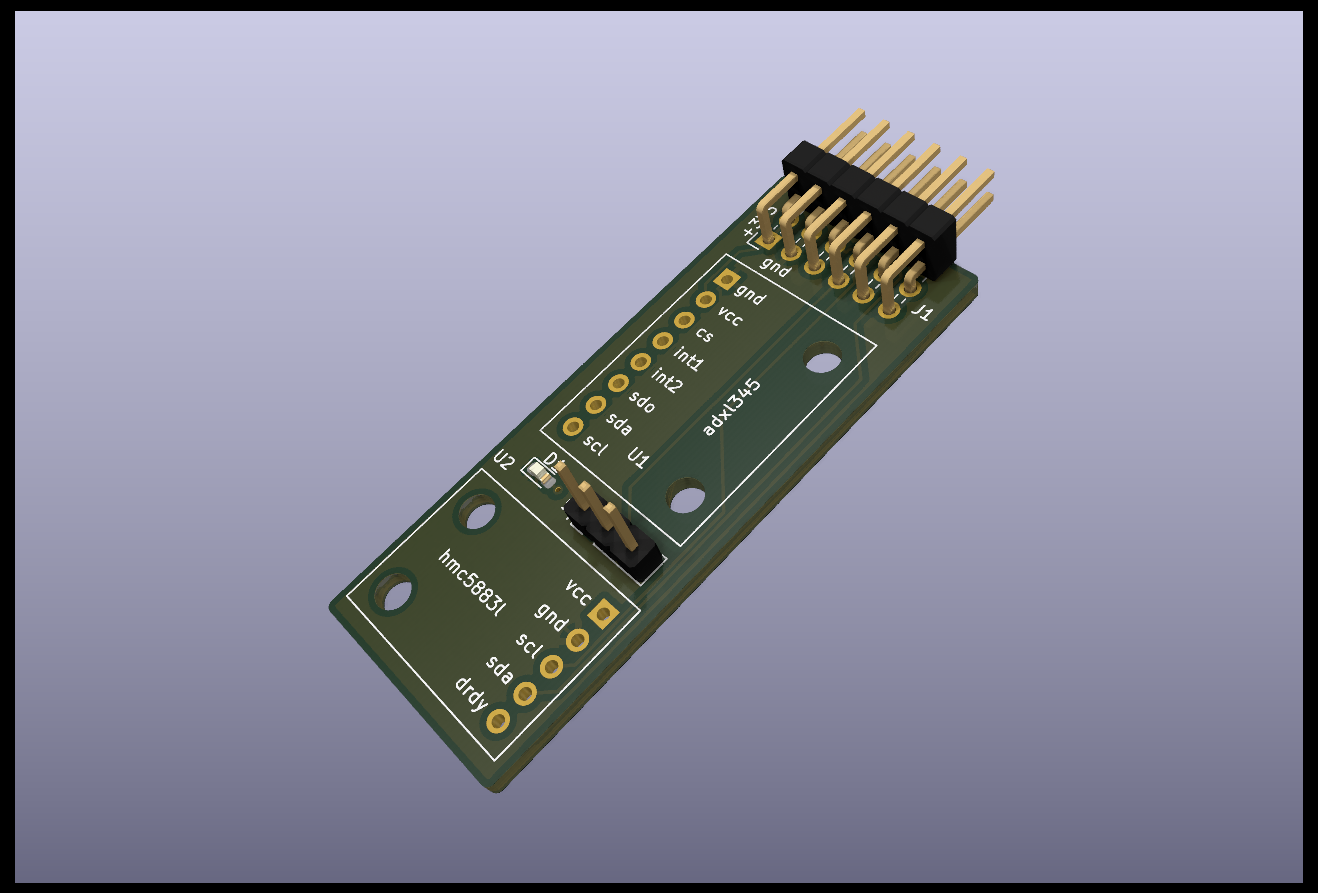 +
gnd
J1
gnd
vcc
cs
int1
int2
sdo
sda
scl
adxl345
U1
U2
hmc5883l
vcc
gnd
scl
sda
drdy